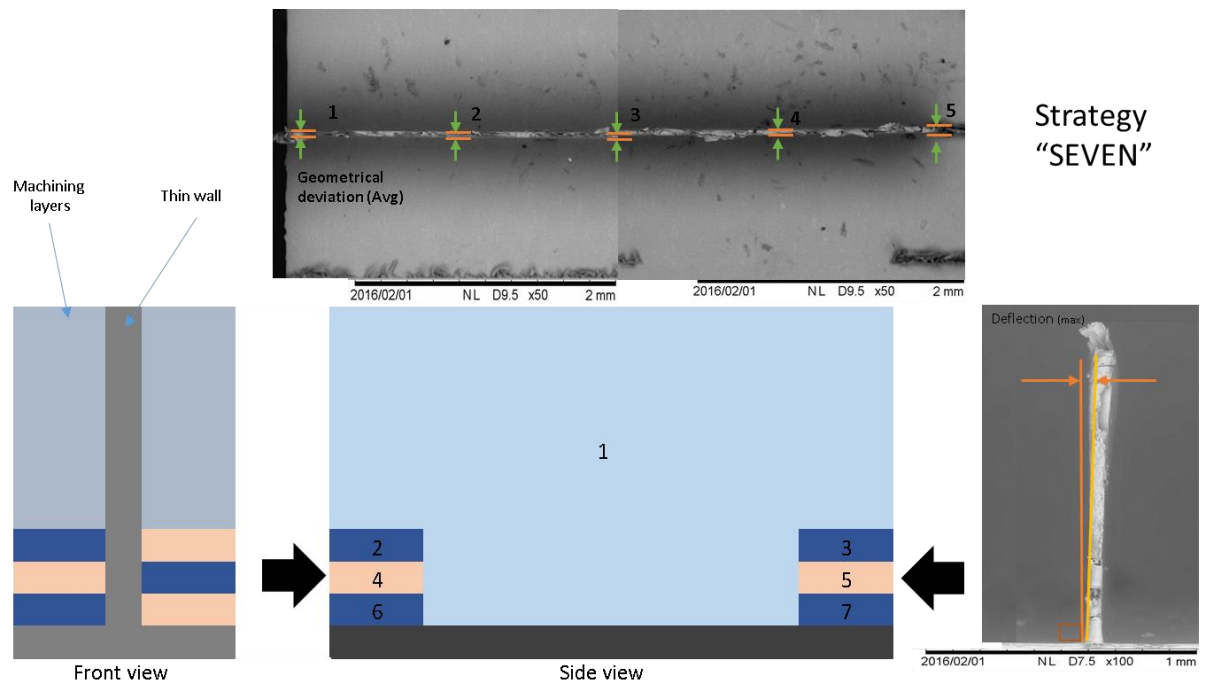 1
2
3
4
5
Geometrical
deviation (Avg)
2016/02/01 NL D9.5 x50 2 mm
2016/02/01 NL D9.5 x50 2 mm
Strategy
“SEVEN”
Machining
layers
Thin wall
Deflection (max)
1
2
3
4
5
6
7
2016/02/01 NL D7.5 x100 1 mm
Front view
Side view